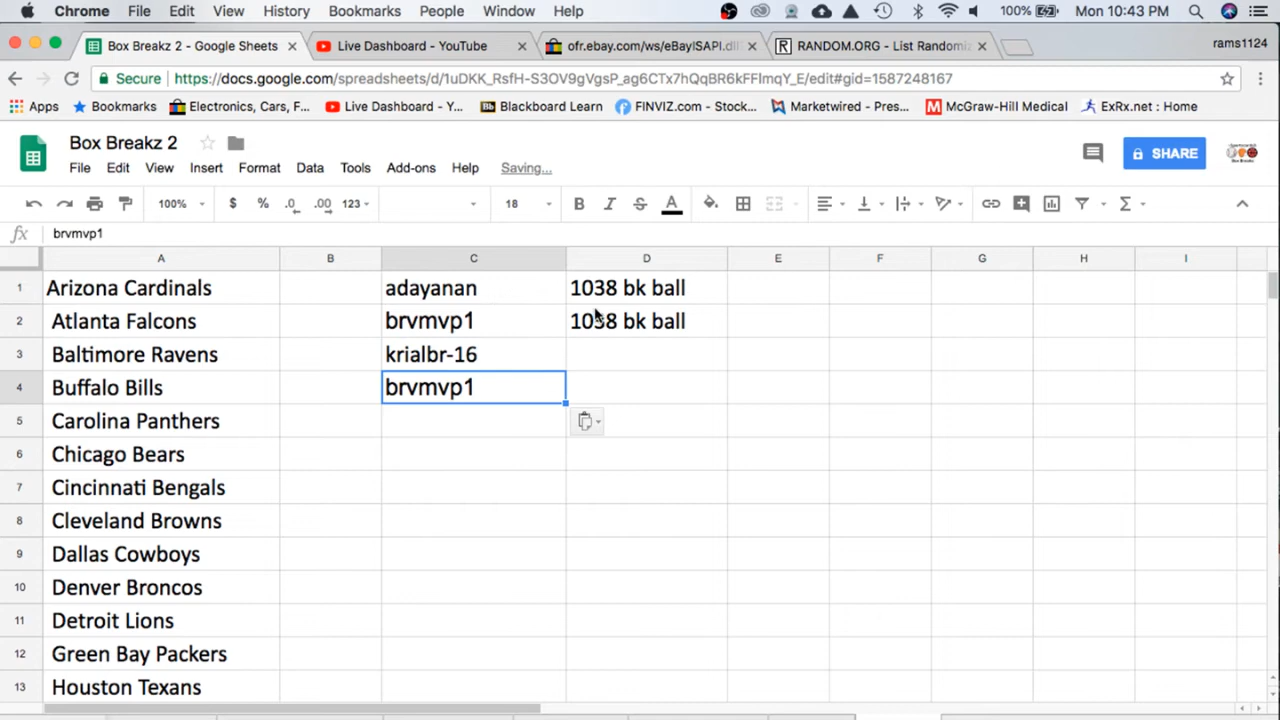 Chrome File Edit View History Bookmarks People Window Help 100% Mon 10:43 PM
Box Breakz 2 - Google Sheets Live Dashboard - YouTube ofr.ebay.com/ws/eBayISAPI.dll RANDOM.ORG - List Randomiz rams1124
Secure https://docs.google.com/spreadsheets/d/1uDKK_RsfH-S3OV9gVgsP_ag6CTx7hQqBR6kFFImqY_E/edit#gid=1587248167
Apps Bookmarks Electronics, Cars, F... Live Dashboard - Y... Blackboard Learn FINVIZ.com - Stock... Marketwired - Pres... McGraw-Hill Medical ExRx.net : Home
Box Breakz 2
File Edit View Insert Format Data Tools Add-ons Help Saving... SHARE
100% $ % .0 .00 123 18 B I S A
fx brvmvp1
A B C D E F G H I
1 Arizona Cardinals adayanan 1038 bk ball
2 Atlanta Falcons brvmvp1 1038 bk ball
3 Baltimore Ravens krialbr-16
4 Buffalo Bills brvmvp1
5 Carolina Panthers
6 Chicago Bears
7 Cincinnati Bengals
8 Cleveland Browns
9 Dallas Cowboys
10 Denver Broncos
11 Detroit Lions
12 Green Bay Packers
13 Houston Texans